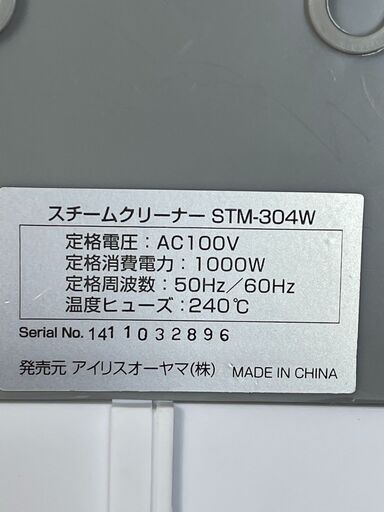 スチームクリーナー STM-304W
定格電圧：AC100V
定格消費電力：1000W
定格周波数：50Hz／60Hz
温度ヒューズ：240℃
Serial No. 1411032896
発売元 アイリスオーヤマ(株) MADE IN CHINA